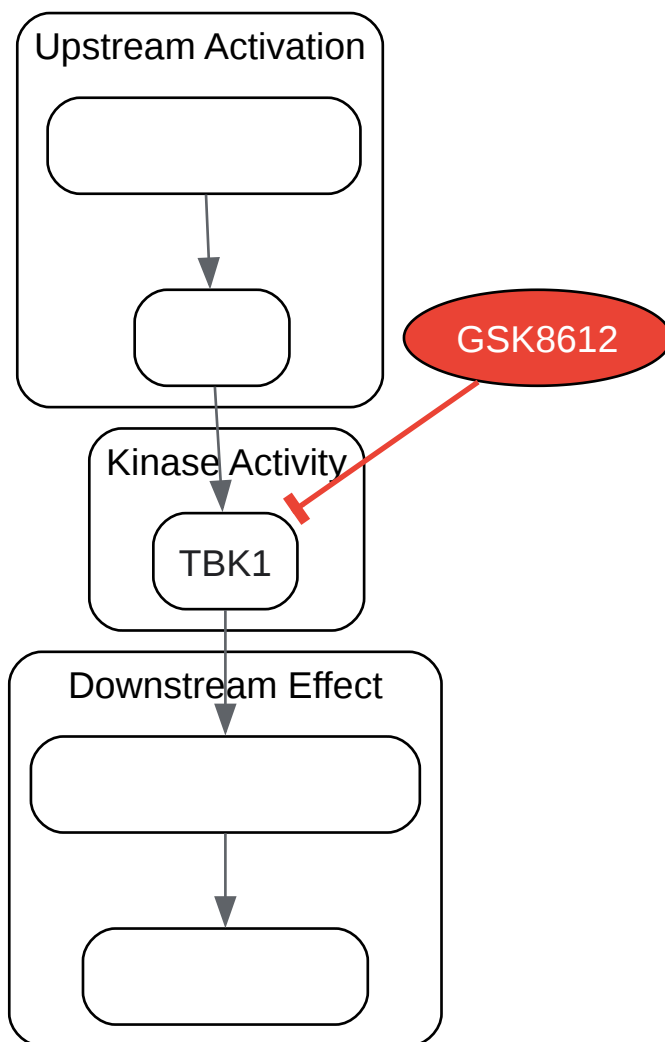 Upstream Activation
GSK8612
Kinase Activity
TBK1
Downstream Effect